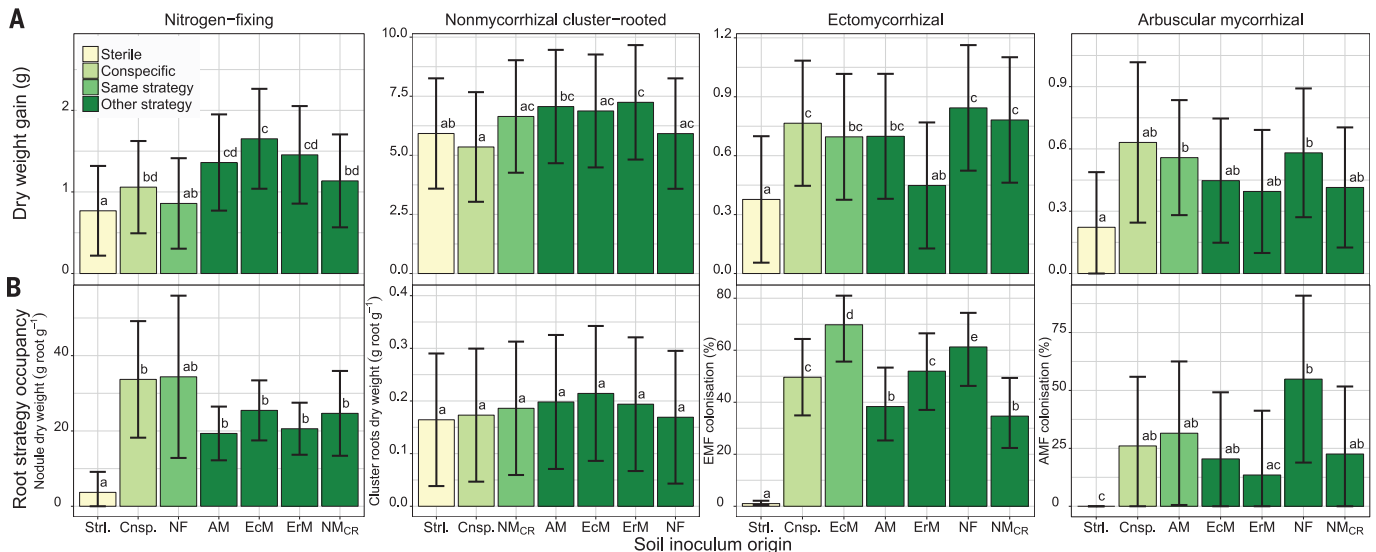 A
Nitrogen−fixing
Nonmycorrhizal cluster−rooted
Ectomycorrhizal
Arbuscular mycorrhizal
Dry weight gain (g)
2
1
0
Sterile
Conspecific
Same strategy
Other strategy
a bd ab cd c cd bd
10.0
7.5
5.0
2.5
0.0
ab a ac bc ac c ac
1.2
0.9
0.6
0.3
0.0
a c bc bc ab c c
0.9
0.6
0.3
0.0
a ab b ab ab b ab
B
Root strategy occupancy
Nodule dry weight (g root g−1)
40
20
0
a b ab b b b b
Cluster roots dry weight (g root g−1)
0.4
0.3
0.2
0.1
0.0
a a a a a a a
EMF colonisation (%)
80
60
40
20
0
a c d b c e b
AMF colonisation (%)
75
50
25
0
c ab ab ab ac b ab
Strl. Cnsp. NF AM EcM ErM NMCR
Strl. Cnsp. NMCR AM EcM ErM NF
Strl. Cnsp. EcM AM ErM NF NMCR
Strl. Cnsp. AM EcM ErM NF NMCR
Soil inoculum origin